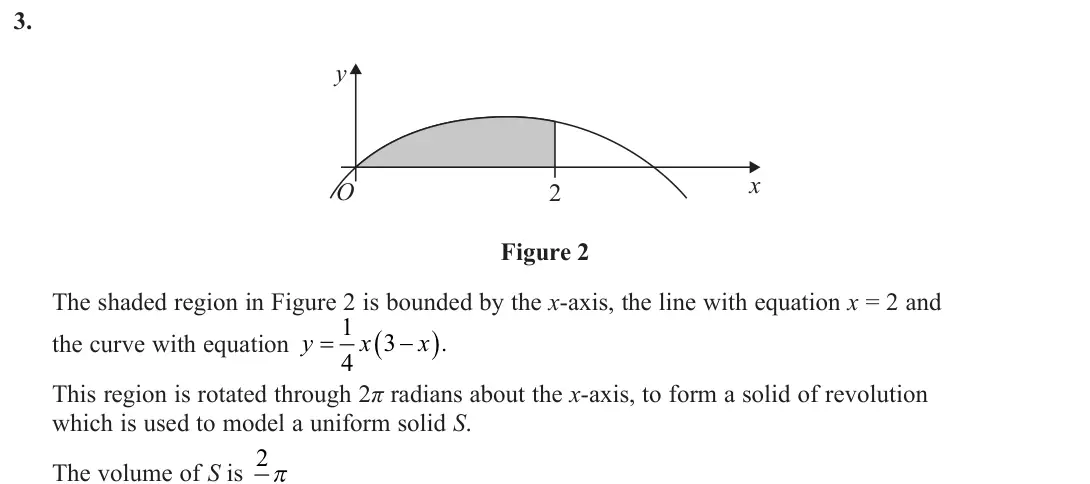 3.
y
O
2
x
Figure 2
The shaded region in Figure 2 is bounded by the x-axis, the line with equation x = 2 and
the curve with equation y = 1/4 x(3 – x).
This region is rotated through 2π radians about the x-axis, to form a solid of revolution
which is used to model a uniform solid S.
The volume of S is 2 π